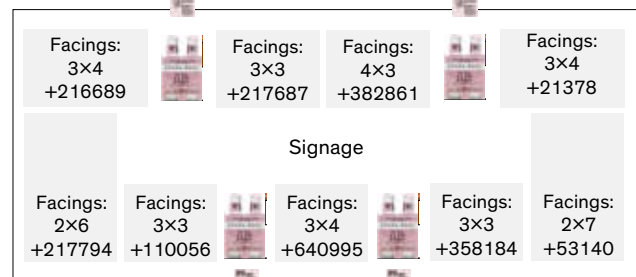 Facings:
3×4
+216689
Facings:
3×3
+217687
Facings:
4×3
+382861
Facings:
3×4
+21378
Signage
Facings:
2×6
+217794
Facings:
3×3
+110056
Facings:
3×4
+640995
Facings:
3×3
+358184
Facings:
2×7
+53140